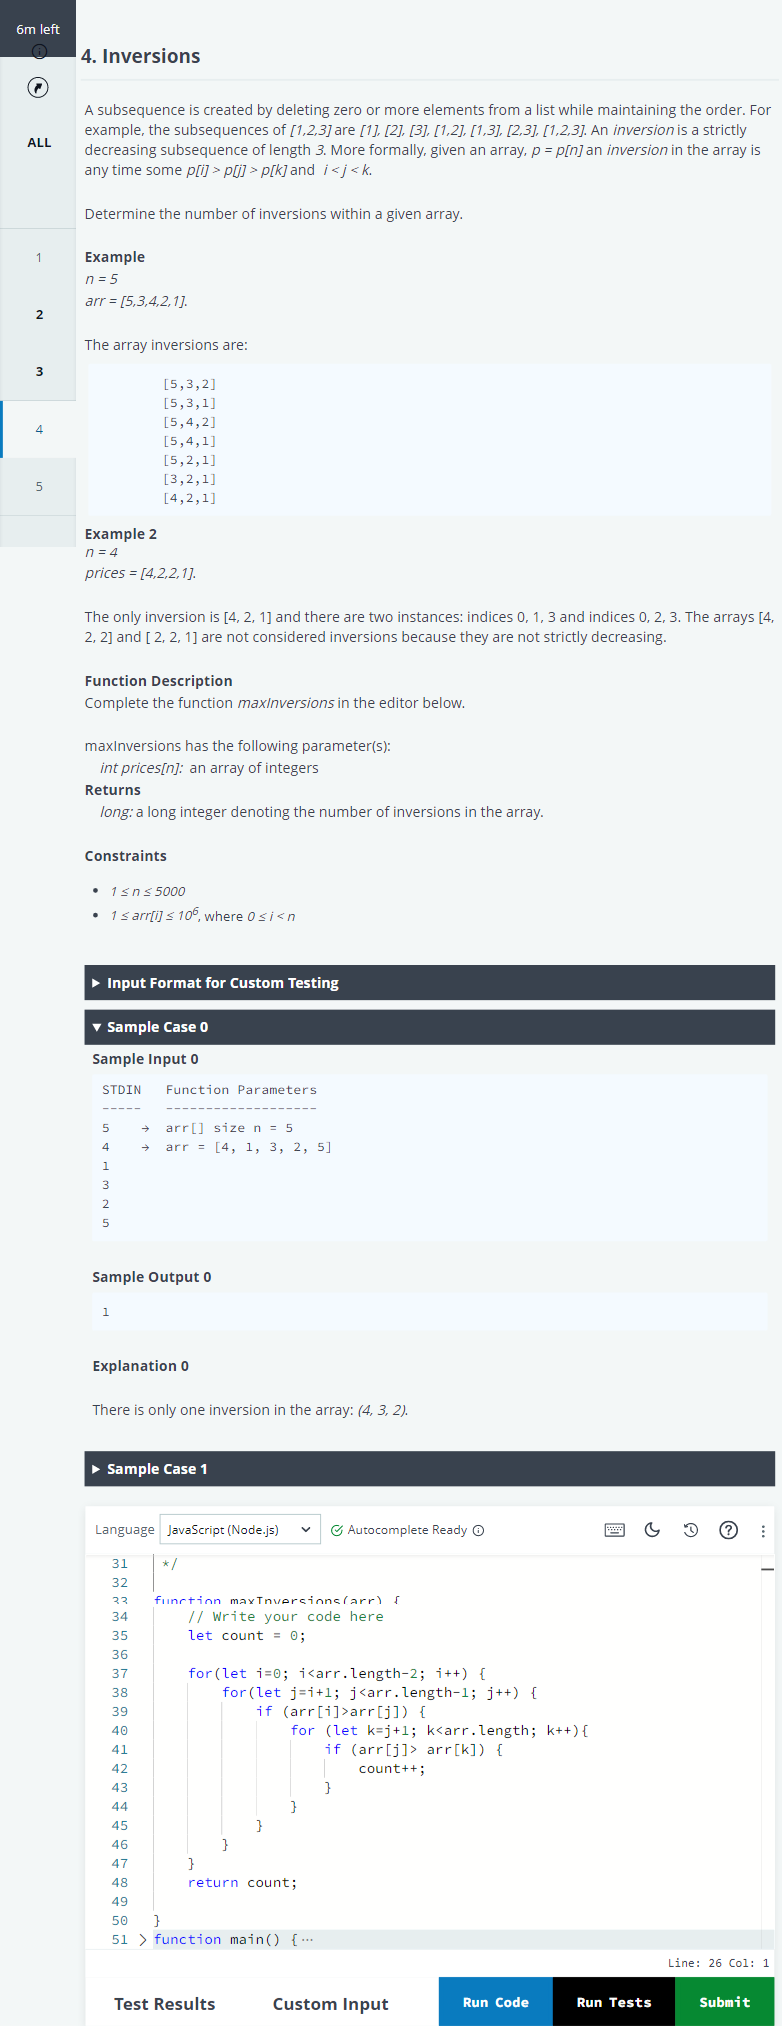 6m left
ALL
1
2
3
4
5
4. Inversions
A subsequence is created by deleting zero or more elements from a list while maintaining the order. For
example, the subsequences of [1,2,3] are [1], [2], [3], [1,2], [1,3], [2,3], [1,2,3]. An inversion is a strictly
decreasing subsequence of length 3. More formally, given an array, p = p[n] an inversion in the array is
any time some p[i] > p[j] > p[k] and i < j < k.
Determine the number of inversions within a given array.
Example
n = 5
arr = [5,3,4,2,1].
The array inversions are:
[5,3,2]
[5,3,1]
[5,4,2]
[5,4,1]
[5,2,1]
[3,2,1]
[4,2,1]
Example 2
n = 4
prices = [4,2,2,1].
The only inversion is [4, 2, 1] and there are two instances: indices 0, 1, 3 and indices 0, 2, 3. The arrays [4,
2, 2] and [ 2, 2, 1] are not considered inversions because they are not strictly decreasing.
Function Description
Complete the function maxInversions in the editor below.
maxInversions has the following parameter(s):
int prices[n]: an array of integers
Returns
long: a long integer denoting the number of inversions in the array.
Constraints
• 1 ≤ n ≤ 5000
• 1 ≤ arr[i] ≤ 10⁶, where 0 ≤ i < n
Input Format for Custom Testing
Sample Case 0
Sample Input 0
STDIN Function Parameters
----- -------------------
5 → arr[] size n = 5
4 → arr = [4, 1, 3, 2, 5]
1
3
2
5
Sample Output 0
1
Explanation 0
There is only one inversion in the array: (4, 3, 2).
Sample Case 1
Language JavaScript (Node.js) Autocomplete Ready
31 */
32
33 function maxInversions(arr) {
34 // Write your code here
35 let count = 0;
36
37 for(let i=0; i<arr.length-2; i++) {
38 for(let j=i+1; j<arr.length-1; j++) {
39 if (arr[i]>arr[j]) {
40 for (let k=j+1; k<arr.length; k++){
41 if (arr[j]> arr[k]) {
42 count++;
43 }
44 }
45 }
46 }
47 }
48 return count;
49
50 }
51 > function main() { ···
Line: 26 Col: 1
Test Results Custom Input Run Code Run Tests Submit